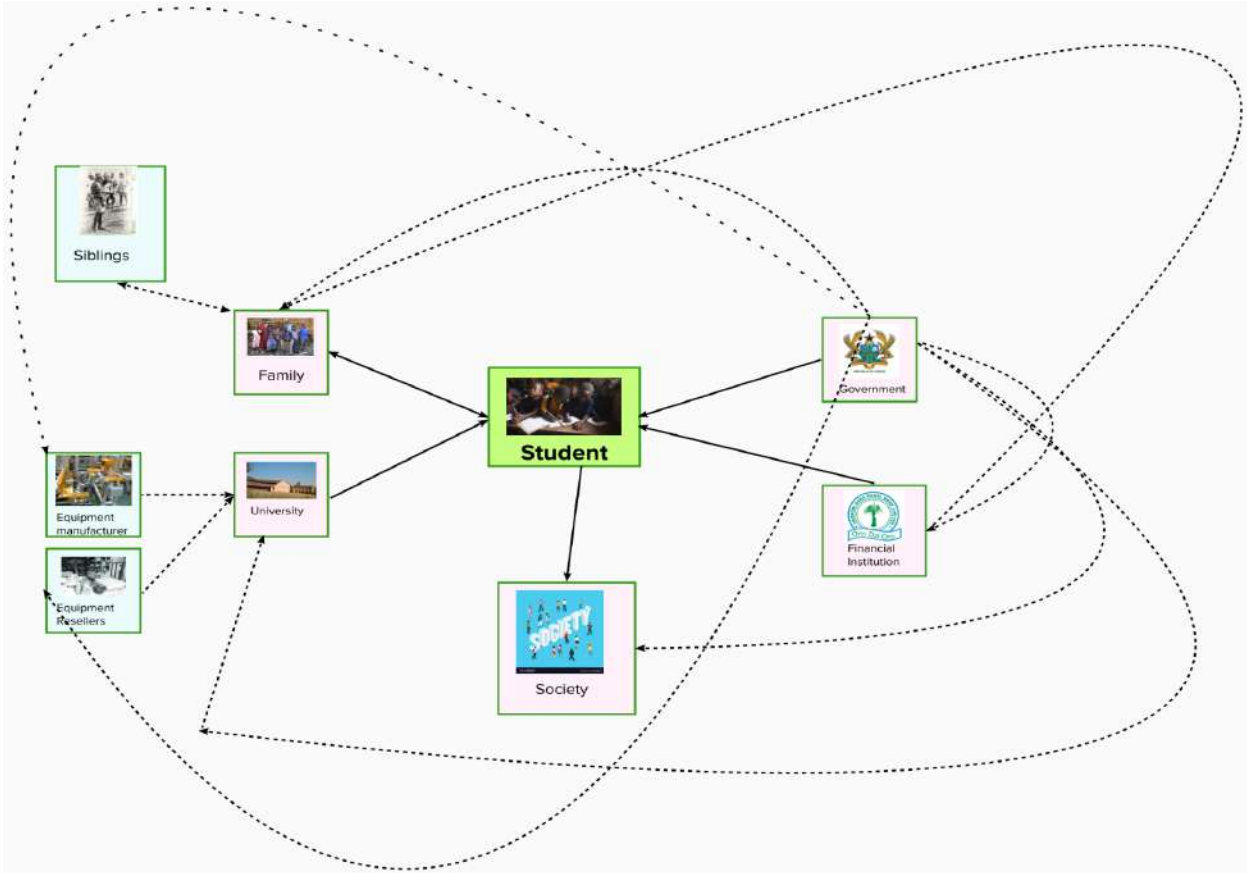 Siblings
Family
Government
Student
Equipment
manufacturer
University
Equipment
Resellers
Financial
Institution
SOCIETY
Society